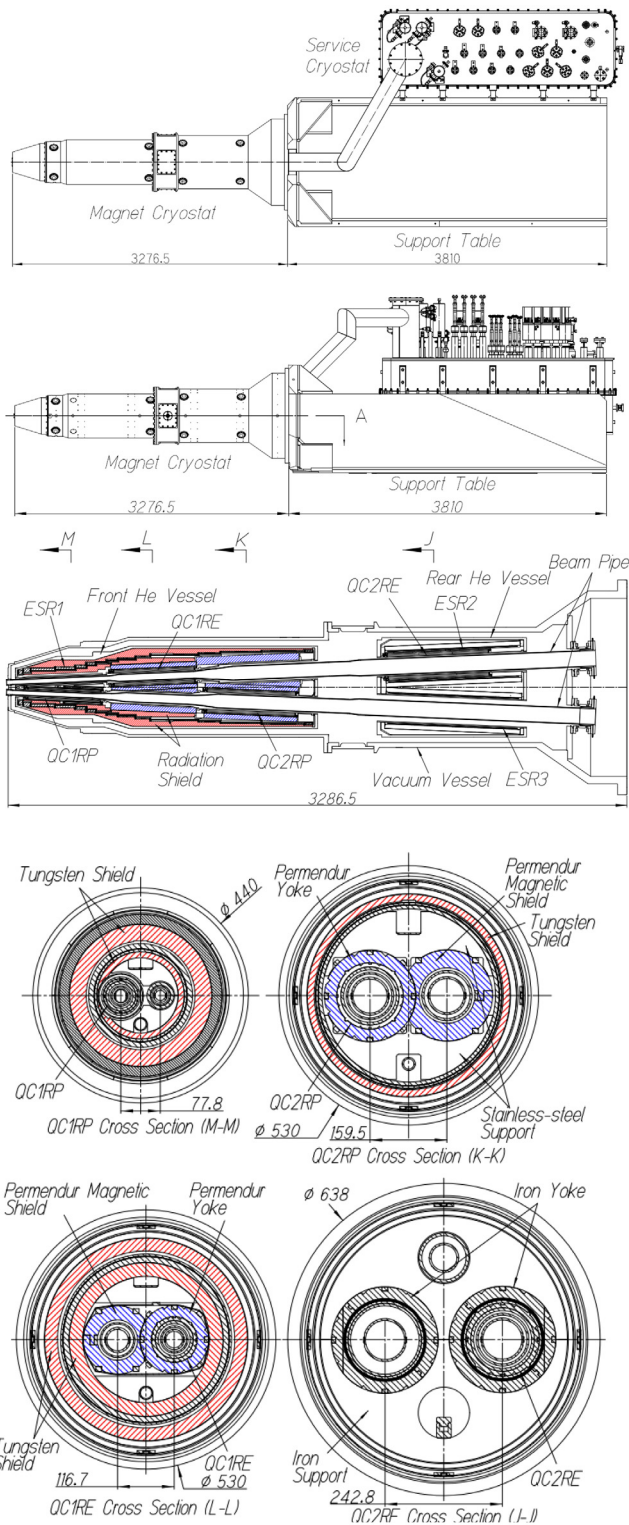 Service
Cryostat
Magnet Cryostat
Support Table
3276.5
3810
A
Magnet Cryostat
Support Table
3276.5
3810
M
L
K
J
Beam Pipe
QC2RE
Rear He Vessel
ESR2
ESR1
Front He Vessel
QC1RE
QC1RP
Radiation
Shield
QC2RP
Vacuum Vessel
ESR3
3286.5
Tungsten Shield
Ø 440
QC1RP
77.8
QC1RP Cross Section (M-M)
Permendur
Yoke
Permendur
Magnetic
Shield
Tungsten
Shield
QC2RP
Stainless-steel
Support
Ø 530
159.5
QC2RP Cross Section (K-K)
Permendur Magnetic
Shield
Permendur
Yoke
Tungsten
Shield
QC1RE
116.7
Ø 530
QC1RE Cross Section (L-L)
Ø 638
Iron Yoke
Iron
Support
QC2RE
242.8
QC2RE Cross Section (J-J)